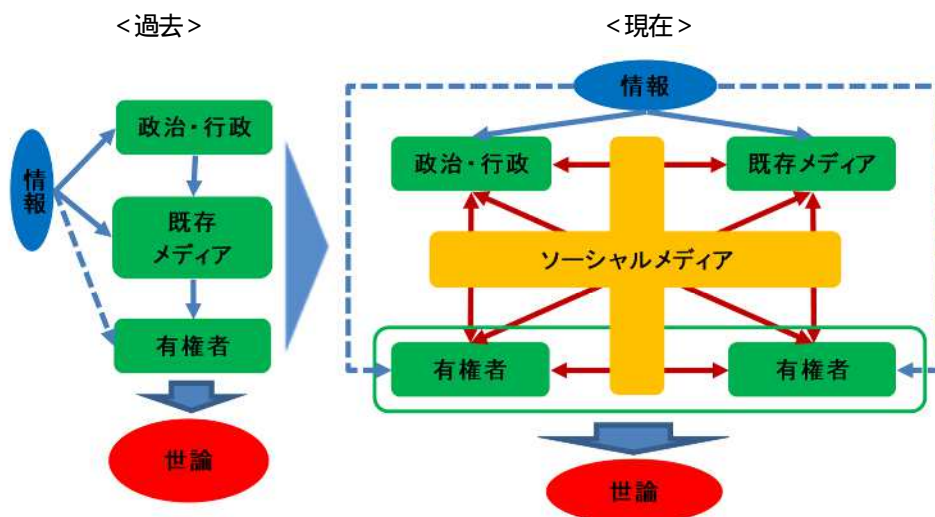 <過去>
情報
政治・行政
既存
メディア
有権者
世論
<現在>
情報
政治・行政
既存メディア
ソーシャルメディア
有権者
有権者
世論